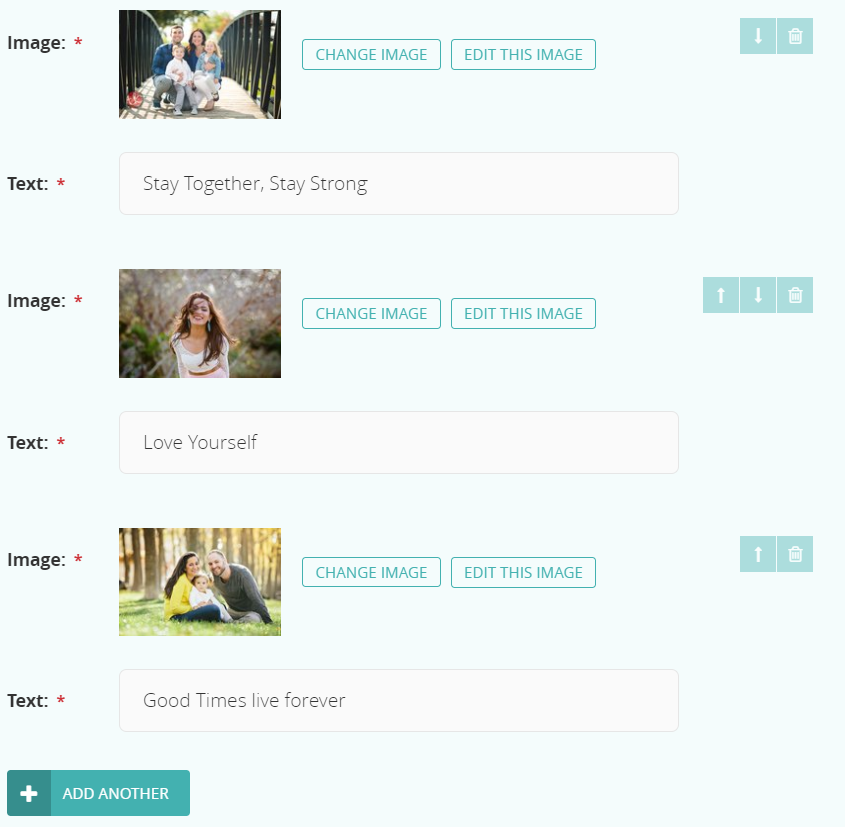 Image: *
CHANGE IMAGE EDIT THIS IMAGE
Text: *
Stay Together, Stay Strong
Image: *
CHANGE IMAGE EDIT THIS IMAGE
Text: *
Love Yourself
Image: *
CHANGE IMAGE EDIT THIS IMAGE
Text: *
Good Times live forever
ADD ANOTHER